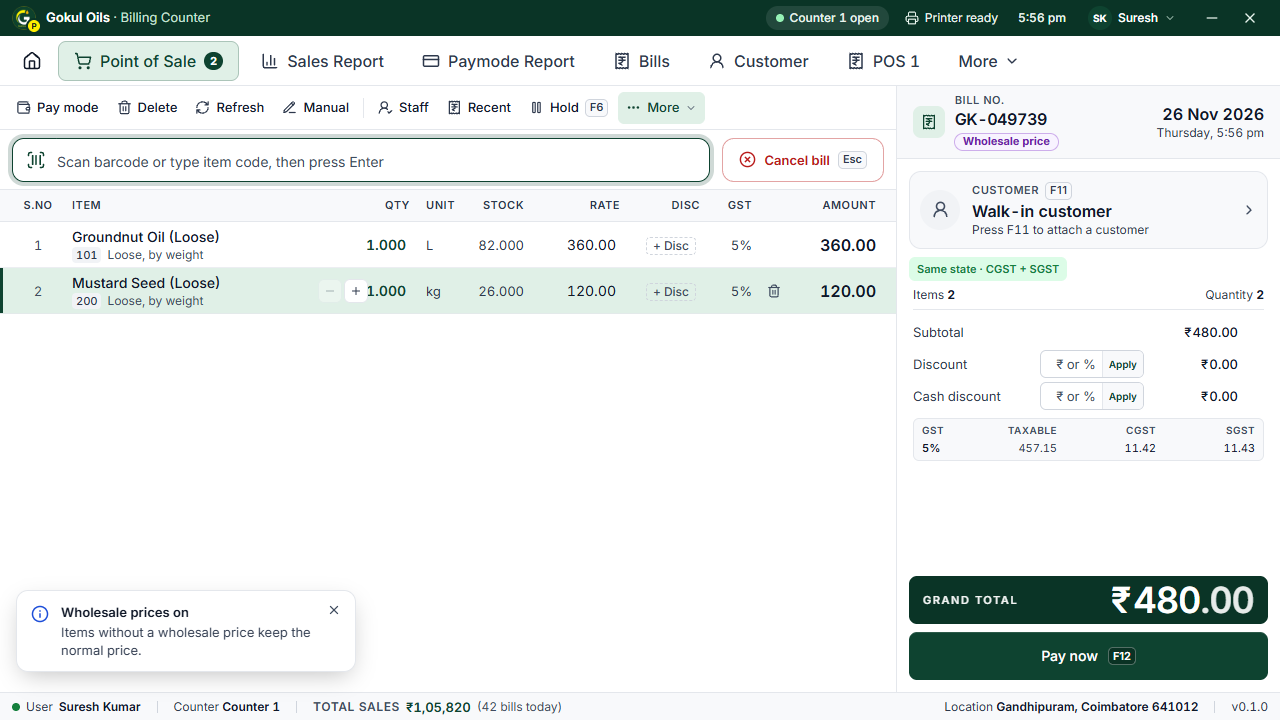 Gokul Oils · Billing Counter
Counter 1 open
Printer ready
5:56 pm
SK Suresh
Point of Sale 2
Sales Report
Paymode Report
Bills
Customer
POS 1
More
Pay mode
Delete
Refresh
Manual
Staff
Recent
Hold F6
More
Scan barcode or type item code, then press Enter
Cancel bill Esc
S.NO ITEM QTY UNIT STOCK RATE DISC GST AMOUNT
1 Groundnut Oil (Loose) 1.000 L 82.000 360.00 + Disc 5% 360.00
101 Loose, by weight
2 Mustard Seed (Loose) − + 1.000 kg 26.000 120.00 + Disc 5% 120.00
200 Loose, by weight
Wholesale prices on
Items without a wholesale price keep the
normal price.
BILL NO.
GK-049739
Wholesale price
26 Nov 2026
Thursday, 5:56 pm
CUSTOMER F11
Walk-in customer
Press F11 to attach a customer
Same state · CGST + SGST
Items 2 Quantity 2
Subtotal ₹480.00
Discount ₹ or % Apply ₹0.00
Cash discount ₹ or % Apply ₹0.00
GST TAXABLE CGST SGST
5% 457.15 11.42 11.43
GRAND TOTAL ₹480.00
Pay now F12
User Suresh Kumar
Counter Counter 1
TOTAL SALES ₹1,05,820 (42 bills today)
Location Gandhipuram, Coimbatore 641012
v0.1.0